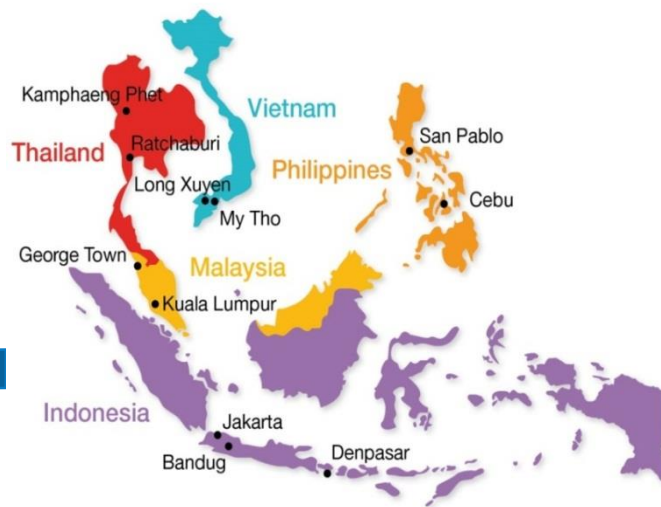 Kamphaeng Phet
Vietnam
Thailand
Ratchaburi
San Pablo
Philippines
Long Xuyen
Cebu
My Tho
George Town
Malaysia
Kuala Lumpur
Indonesia
Jakarta
Bandug
Denpasar